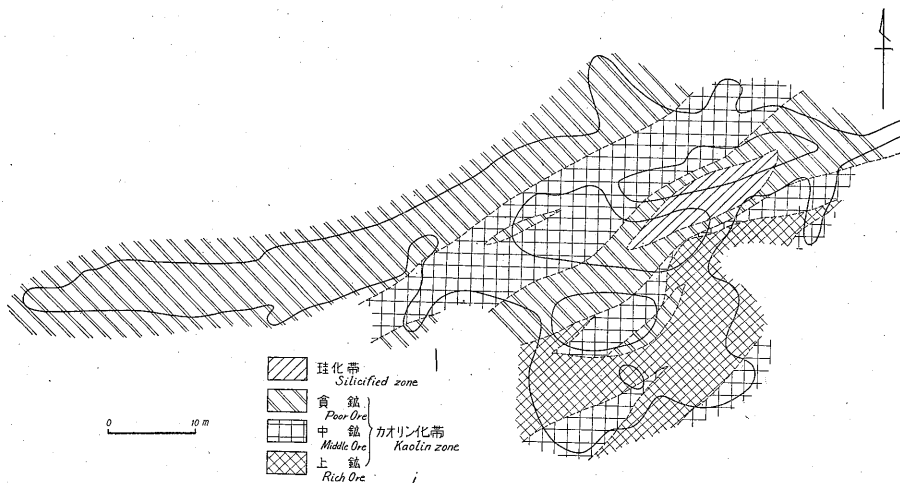 珪化帯
Silicified zone
貧 鉱
Poor Ore
中 鉱
Middle Ore
上 鉱
Rich Ore
カオリン化帯
Kaolin zone
0 10 m